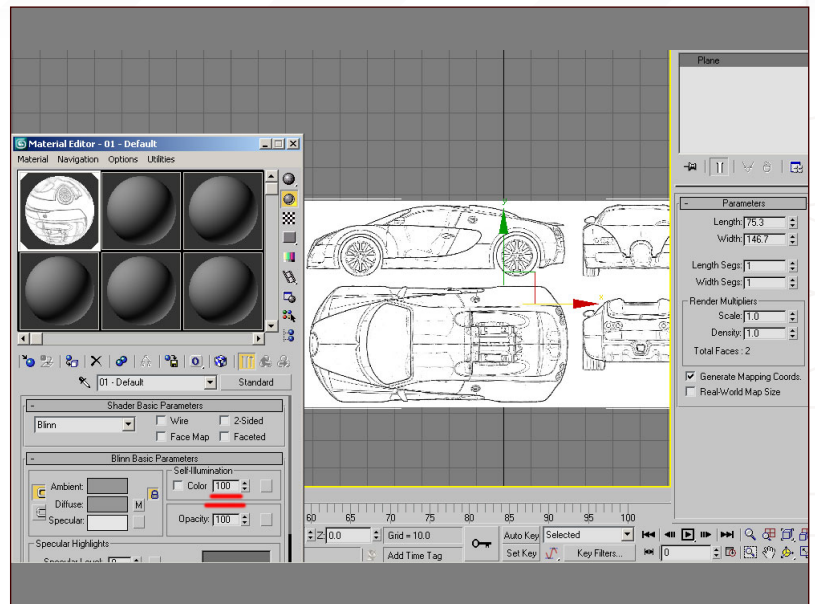 Plane
Material Editor - 01 - Default
Material Navigation Options Utilities
y
x
- Parameters
Length: 75.3
Width: 146.7
Length Segs: 1
Width Segs: 1
Render Multipliers
Scale: 1.0
Density: 1.0
Total Faces : 2
Generate Mapping Coords.
Real-World Map Size
01 - Default Standard
- Shader Basic Parameters
Blinn Wire 2-Sided
Face Map Faceted
- Blinn Basic Parameters
Self-Illumination
Ambient: Color 100
Diffuse: M
Specular: Opacity: 100
Specular Highlights
Specular Level: 0
60 65 70 75 80 85 90 95 100
Z: 0.0 Grid = 10.0 Auto Key Selected
Add Time Tag Set Key Key Filters... 0